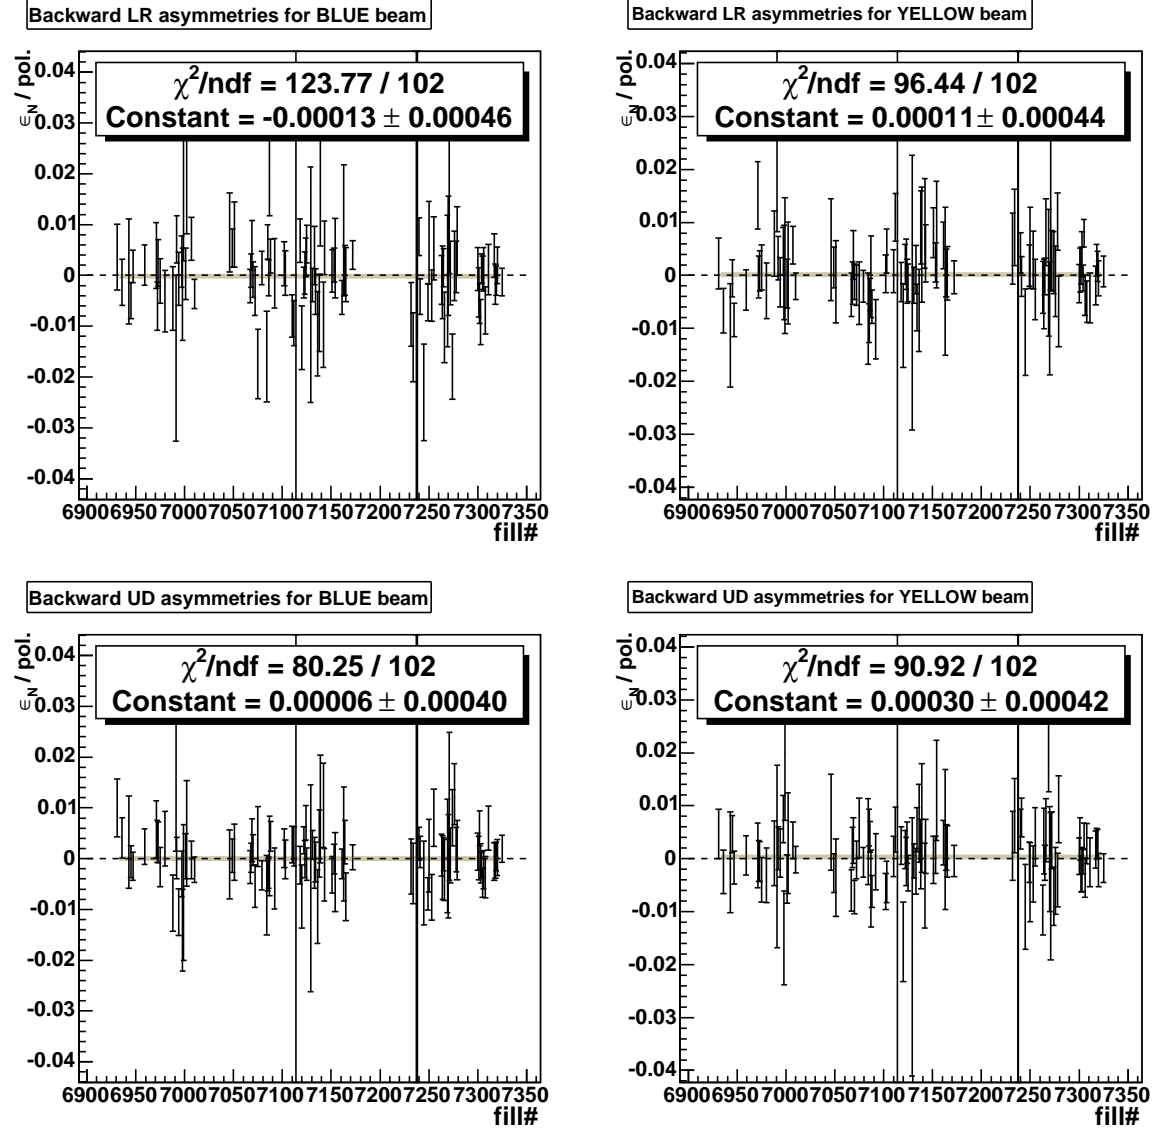 Backward LR asymmetries for BLUE beam
ϵN / pol.
χ²/ndf = 123.77 / 102
Constant = -0.00013 ± 0.00046
0.04
0.03
0.02
0.01
0
-0.01
-0.02
-0.03
-0.04
6900 6950 7000 7050 7100 7150 7200 7250 7300 7350
fill#
Backward LR asymmetries for YELLOW beam
ϵN / pol.
χ²/ndf = 96.44 / 102
Constant = 0.00011± 0.00044
0.04
0.03
0.02
0.01
0
-0.01
-0.02
-0.03
-0.04
6900 6950 7000 7050 7100 7150 7200 7250 7300 7350
fill#
Backward UD asymmetries for BLUE beam
ϵN / pol.
χ²/ndf = 80.25 / 102
Constant = 0.00006 ± 0.00040
0.04
0.03
0.02
0.01
0
-0.01
-0.02
-0.03
-0.04
6900 6950 7000 7050 7100 7150 7200 7250 7300 7350
fill#
Backward UD asymmetries for YELLOW beam
ϵN / pol.
χ²/ndf = 90.92 / 102
Constant = 0.00030 ± 0.00042
0.04
0.03
0.02
0.01
0
-0.01
-0.02
-0.03
-0.04
6900 6950 7000 7050 7100 7150 7200 7250 7300 7350
fill#